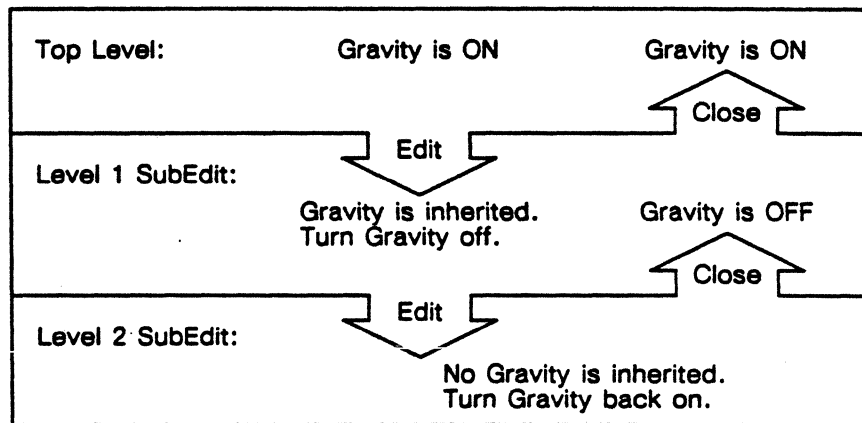 Top Level: Gravity is ON Gravity is ON
Close
Edit
Level 1 SubEdit:
Gravity is inherited. Gravity is OFF
Turn Gravity off.
Close
Edit
Level 2 SubEdit:
No Gravity is inherited.
Turn Gravity back on.